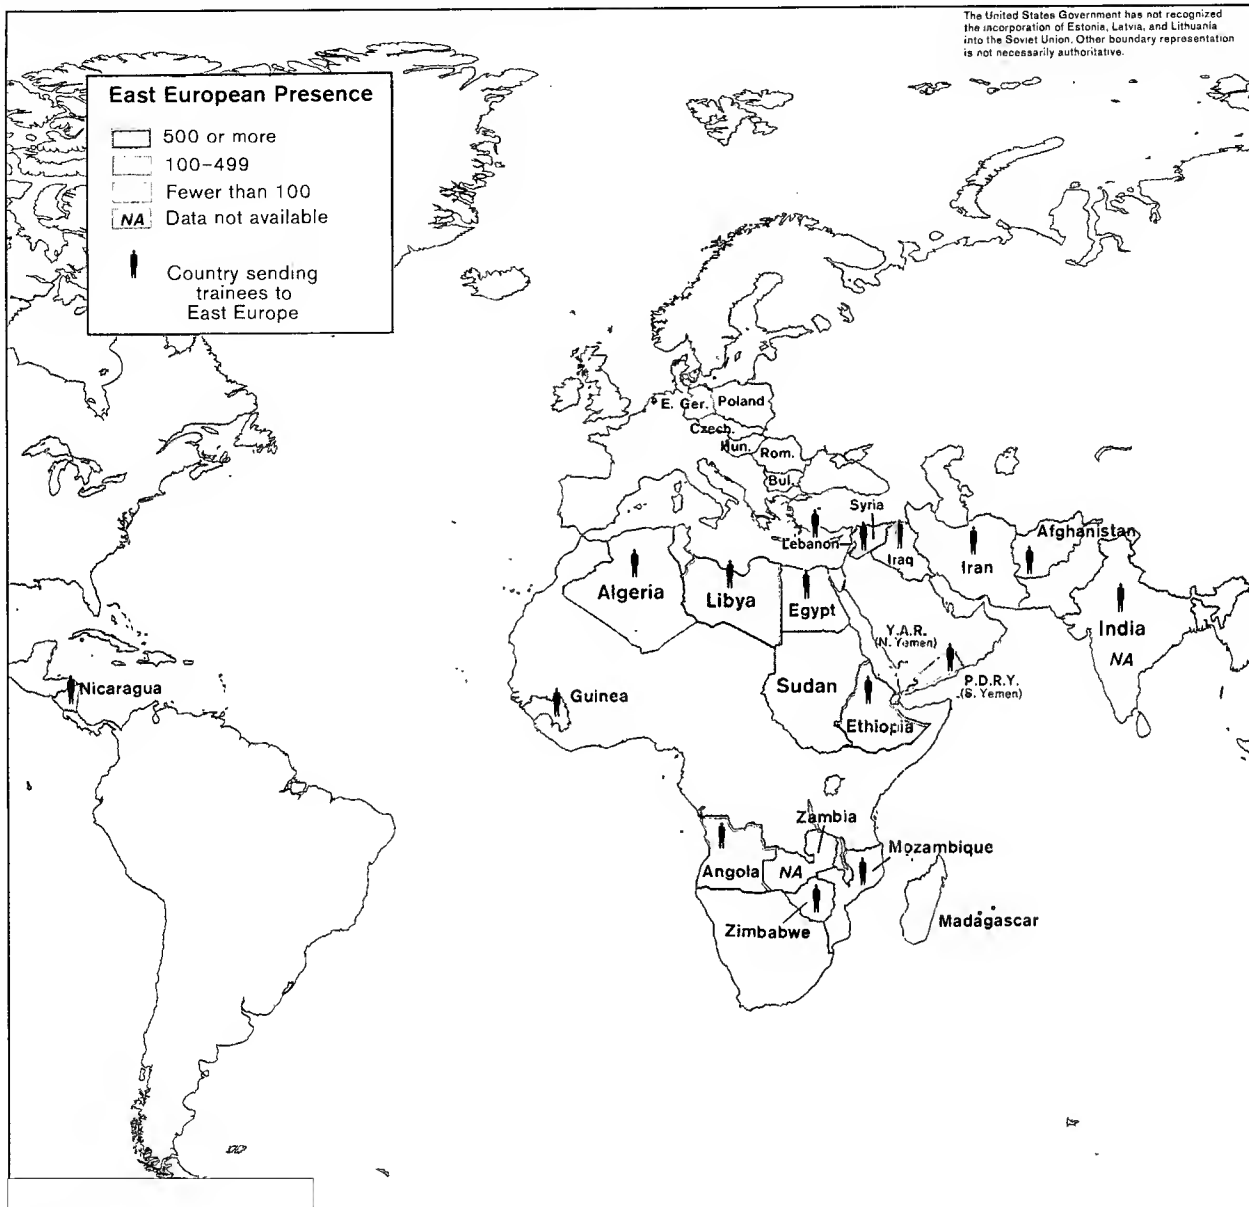 The United States Government has not recognized
the incorporation of Estonia, Latvia, and Lithuania
into the Soviet Union. Other boundary representation
is not necessarily authoritative.
East European Presence
500 or more
100-499
Fewer than 100
NA Data not available
Country sending
trainees to
East Europe
E. Ger.
Poland
Czech.
Hun.
Rom.
Bul.
Syria
Lebanon
Iraq
Iran
Afghanistan
Algeria
Libya
Egypt
India
NA
Y.A.R.
(N. Yemen)
P.D.R.Y.
(S. Yemen)
Nicaragua
Guinea
Sudan
Ethiopia
Zambia
Mozambique
Angola
NA
Zimbabwe
Madagascar